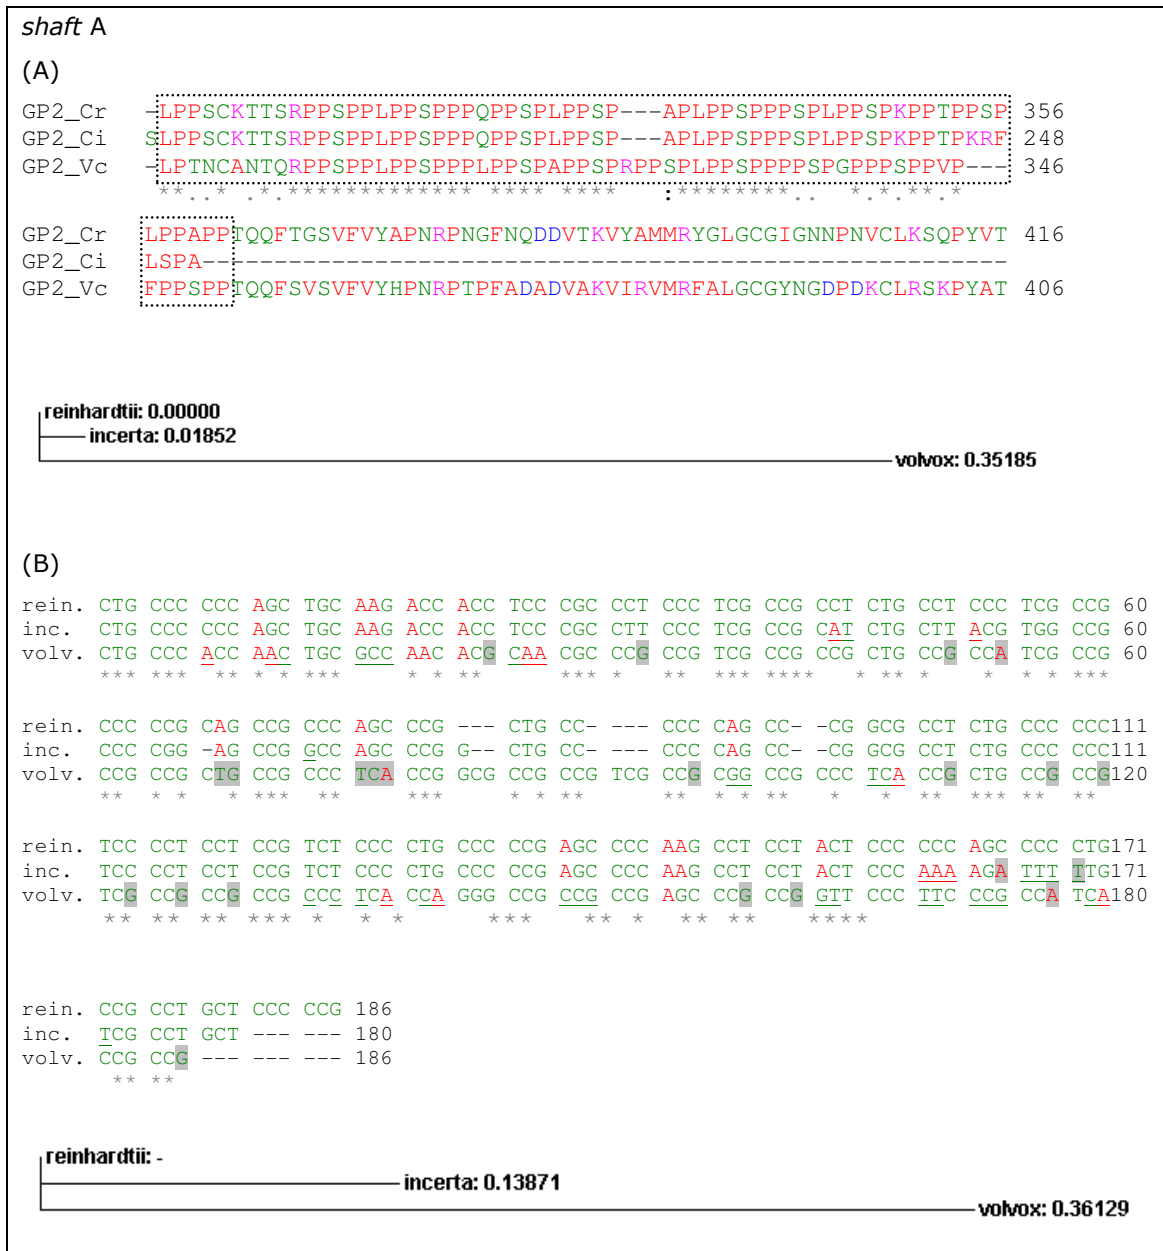 shaft A
(A)
GP2_Cr -LPPSCKTTSRPPSPPLPPSPPPQPPSPLPPSP---APLPPSPPPSPLPPSPKPPTPPSP 356
GP2_Ci SLPPSCKTTSRPPSPPLPPSPPPQPPSPLPPSP---APLPPSPPPSPLPPSPKPPTPKRF 248
GP2_Vc -LPTNCANTQRPPSPPLPPSPPPLPPSPAPPSPRPPSPLPPSPPPPSPGPPPSPPVP--- 346
**.. * *.************* **** **** :********.. *.*.**.*
GP2_Cr LPPAPPTQQFTGSVFVYAPNRPNGFNQDDVTKVYAMMRYGLGCGIGNNPNVCLKSQPYVT 416
GP2_Ci LSPA--------------------------------------------------------
GP2_Vc FPPSPPTQQFSVSVFVYHPNRPTPFADADVAKVIRVMRFALGCGYNGDPDKCLRSKPYAT 406
reinhardtii: 0.00000
incerta: 0.01852
volvox: 0.35185
(B)
rein. CTG CCC CCC AGC TGC AAG ACC ACC TCC CGC CCT CCC TCG CCG CCT CTG CCT CCC TCG CCG 60
inc. CTG CCC CCC AGC TGC AAG ACC ACC TCC CGC CTT CCC TCG CCG CAT CTG CTT ACG TGG CCG 60
volv. CTG CCC ACC AAC TGC GCC AAC ACG CAA CGC CCG CCG TCG CCG CCG CTG CCG CCA TCG CCG 60
*** *** ** * * *** * * ** *** * ** *** **** * ** * * * * ***
rein. CCC CCG CAG CCG CCC AGC CCG --- CTG CC- --- CCC CAG CC- -CG GCG CCT CTG CCC CCC111
inc. CCC CGG -AG CCG GCC AGC CCG G-- CTG CC- --- CCC CAG CC- -CG GCG CCT CTG CCC CCC111
volv. CCG CCG CTG CCG CCC TCA CCG GCG CCG CCG TCG CCG CGG CCG CCC TCA CCG CTG CCG CCG120
** * * * *** ** *** * * ** ** * ** * * * ** *** ** **
rein. TCC CCT CCT CCG TCT CCC CTG CCC CCG AGC CCC AAG CCT CCT ACT CCC CCC AGC CCC CTG171
inc. TCC CCT CCT CCG TCT CCC CTG CCC CCG AGC CCC AAG CCT CCT ACT CCC AAA AGA TTT TTG171
volv. TCG CCG CCG CCG CCC TCA CCA GGG CCG CCG CCG AGC CCG CCG GTT CCC TTC CCG CCA TCA180
** ** ** *** * * * *** ** * ** ** ****
rein. CCG CCT GCT CCC CCG 186
inc. TCG CCT GCT --- --- 180
volv. CCG CCG --- --- --- 186
** **
reinhardtii: -
incerta: 0.13871
volvox: 0.36129